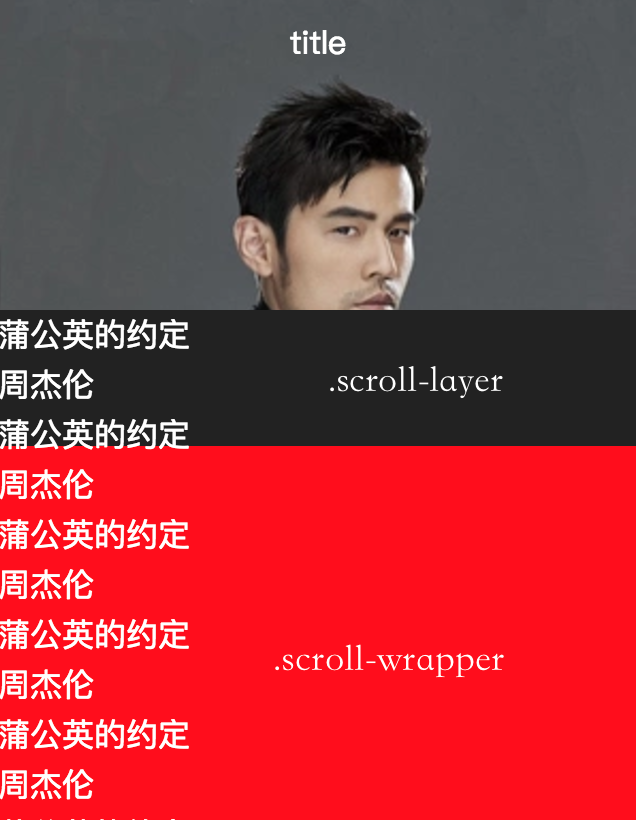 title
蒲公英的约定
周杰伦
.scroll-layer
蒲公英的约定
周杰伦
蒲公英的约定
周杰伦
蒲公英的约定
.scroll-wrapper
周杰伦
蒲公英的约定
周杰伦